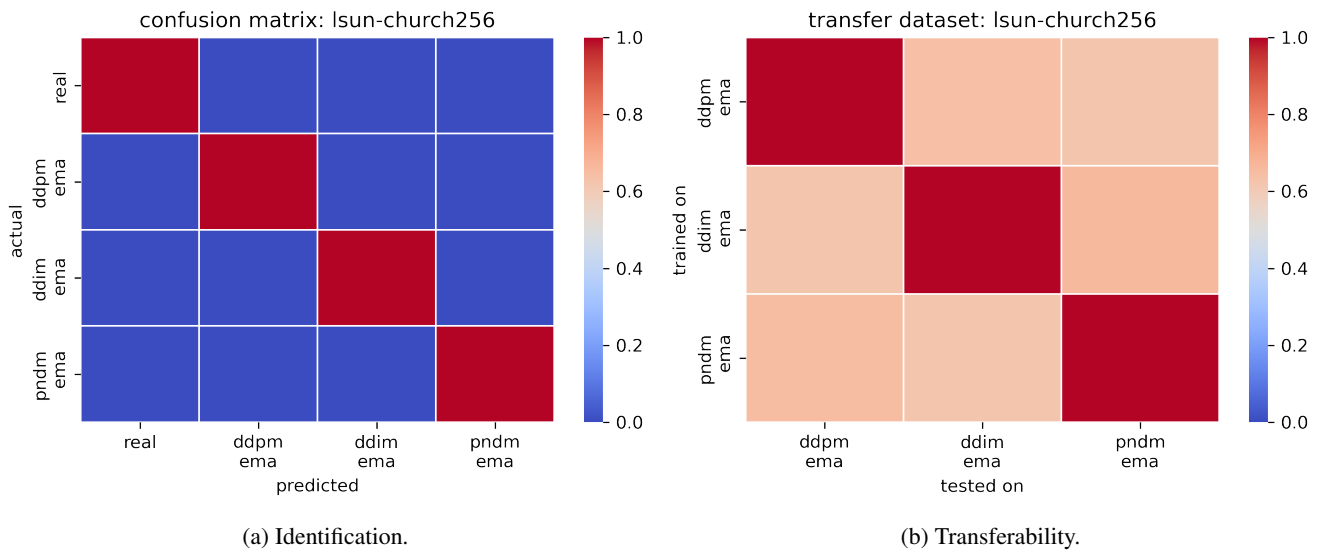 confusion matrix: lsun-church256
actual
real
ddpm
ema
ddim
ema
pndm
ema
real
ddpm
ema
ddim
ema
pndm
ema
predicted
1.0
0.8
0.6
0.4
0.2
0.0
(a) Identification.
transfer dataset: lsun-church256
trained on
ddpm
ema
ddim
ema
pndm
ema
ddpm
ema
ddim
ema
pndm
ema
tested on
1.0
0.8
0.6
0.4
0.2
0.0
(b) Transferability.